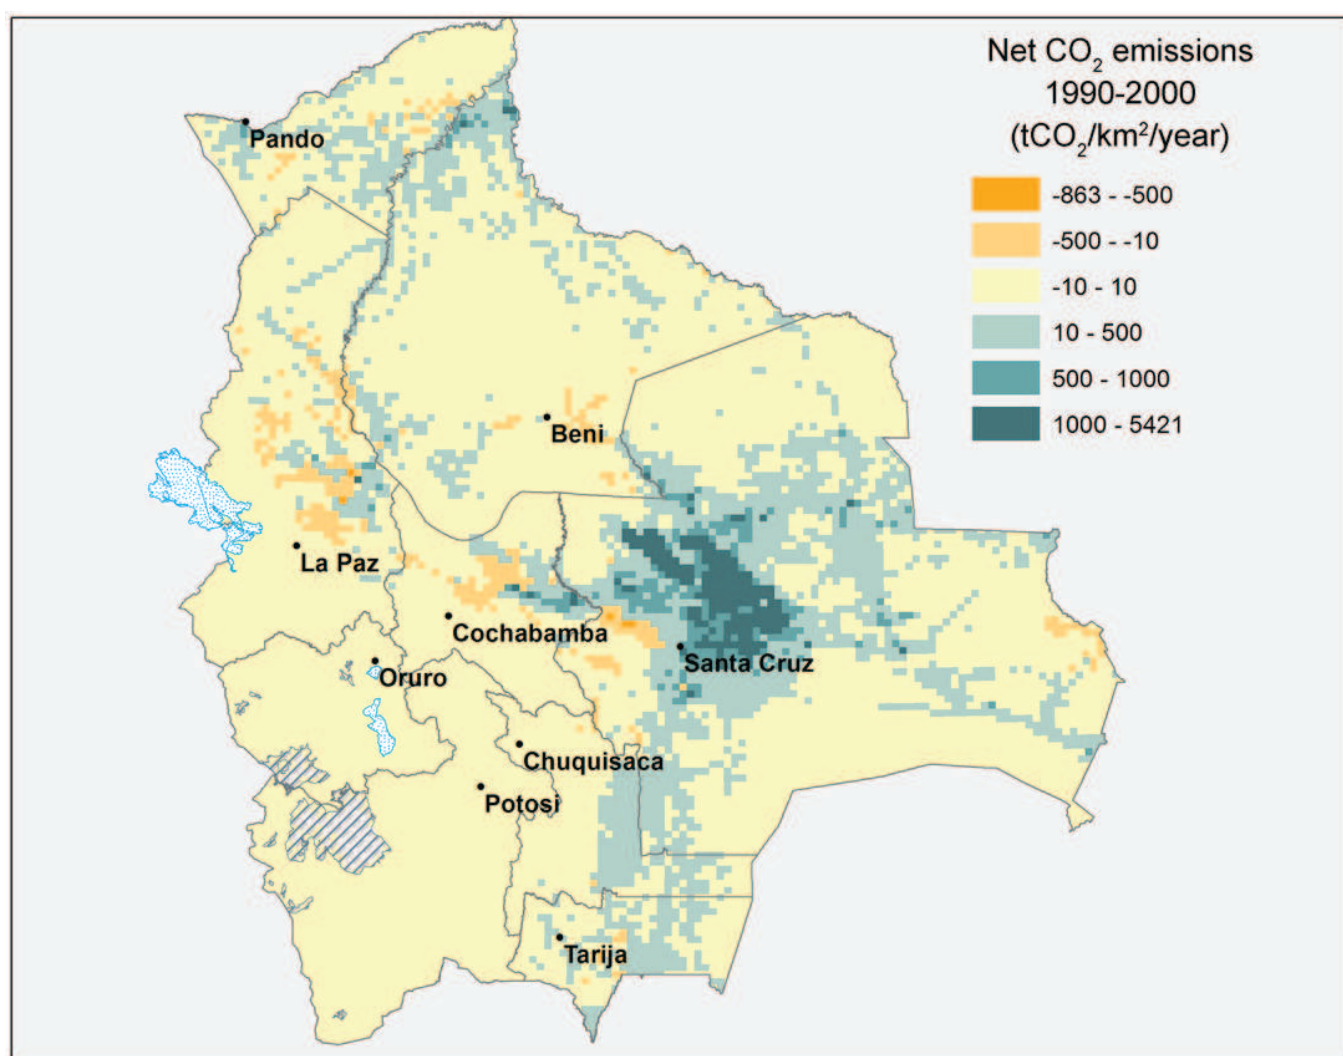 Net CO₂ emissions
1990-2000
(tCO₂/km²/year)
-863 - -500
-500 - -10
-10 - 10
10 - 500
500 - 1000
1000 - 5421
Pando
Beni
La Paz
Cochabamba
Santa Cruz
Oruro
Chuquisaca
Potosi
Tarija